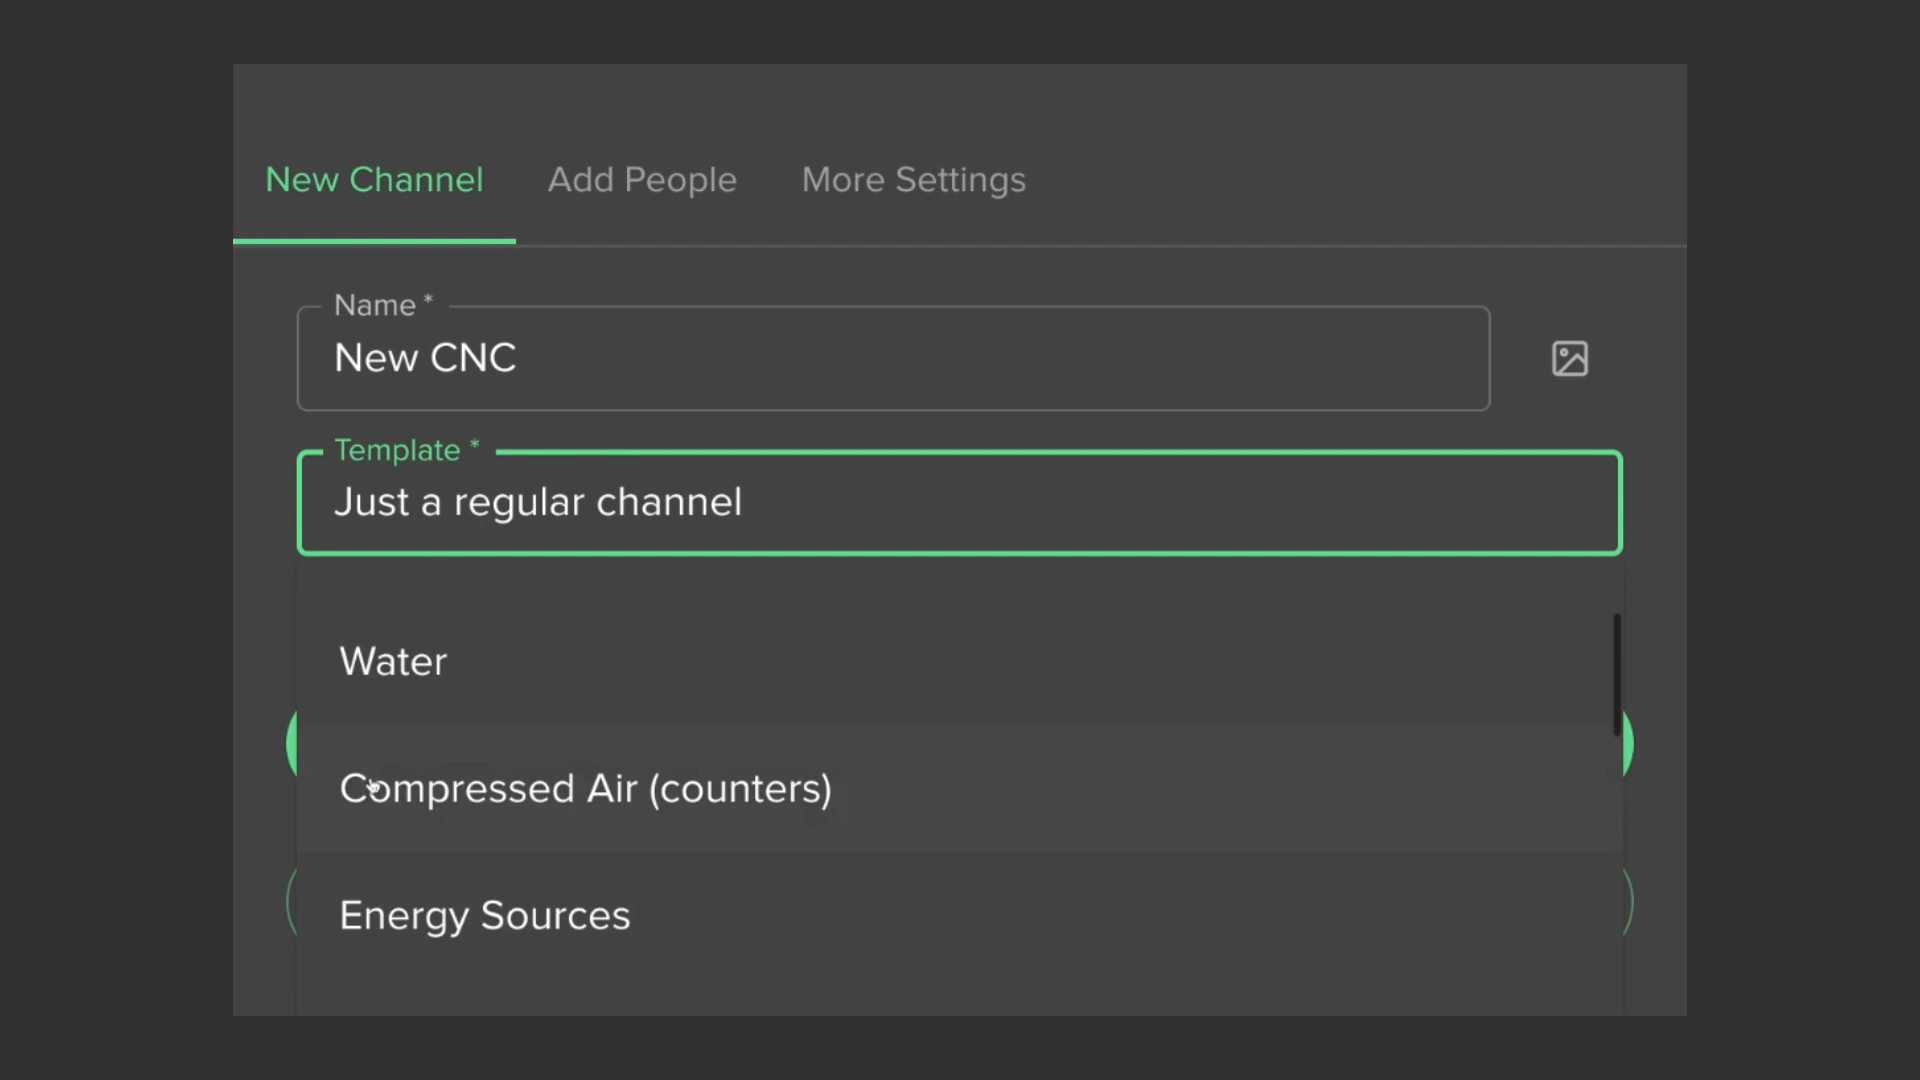 New Channel Add People More Settings
Name *
New CNC
Template *
Just a regular channel
Water
Compressed Air (counters)
Energy Sources